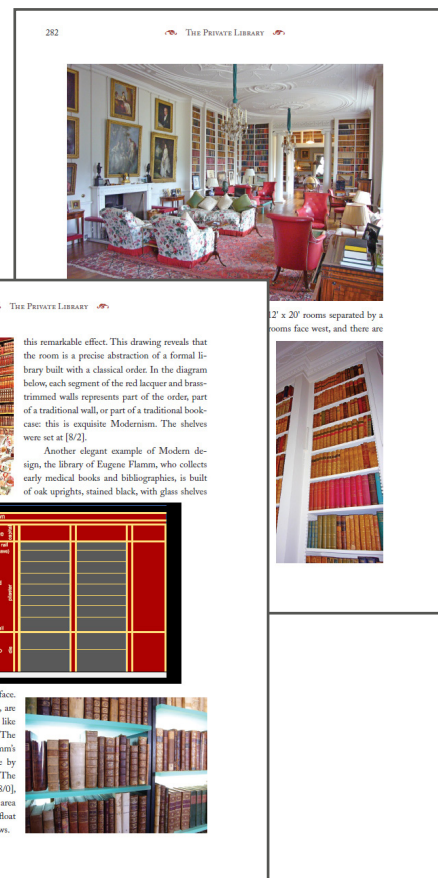 282
The Private Library
12' x 20' rooms separated by a
rooms face west, and there are
The Private Library
this remarkable effect. This drawing reveals that
the room is a precise abstraction of a formal li-
brary built with a classical order. In the diagram
below, each segment of the red lacquer and brass-
trimmed walls represents part of the order, part
of a traditional wall, or part of a traditional book-
case: this is exquisite Modernism. The shelves
were set at [8/2].
Another elegant example of Modern de-
sign, the library of Eugene Flamm, who collects
early medical books and bibliographies, is built
of oak uprights, stained black, with glass shelves
face.
, are
like
The
mm's
e by
The
8/0],
area
float
ws.